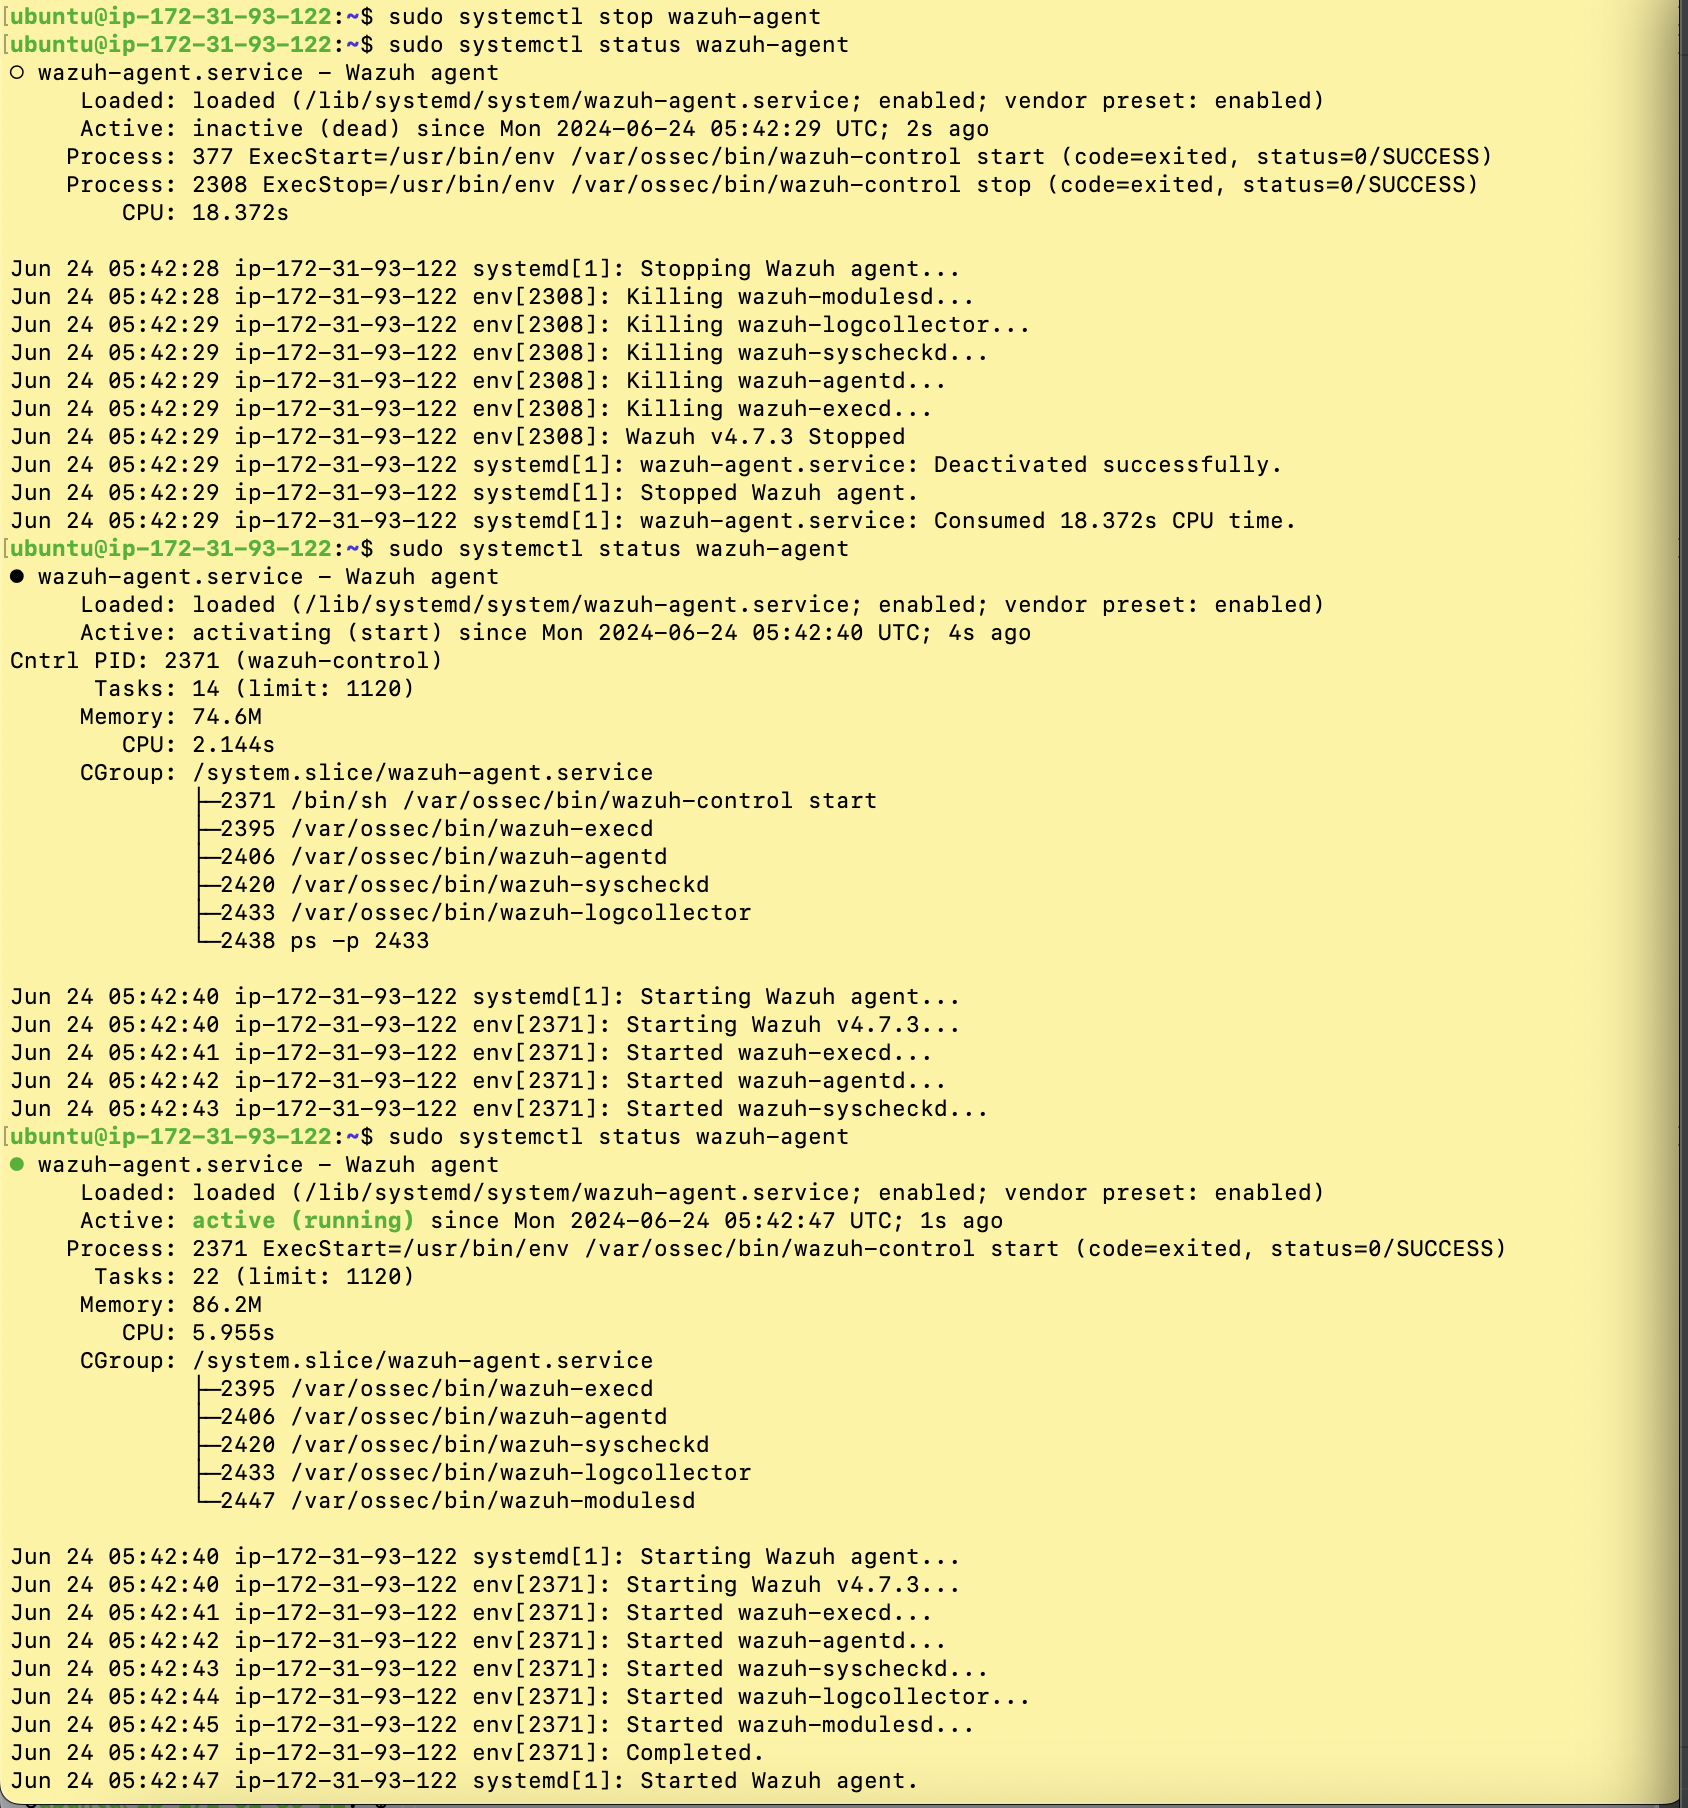 [ubuntu@ip-172-31-93-122:~$ sudo systemctl stop wazuh-agent
[ubuntu@ip-172-31-93-122:~$ sudo systemctl status wazuh-agent
○ wazuh-agent.service - Wazuh agent
     Loaded: loaded (/lib/systemd/system/wazuh-agent.service; enabled; vendor preset: enabled)
     Active: inactive (dead) since Mon 2024-06-24 05:42:29 UTC; 2s ago
    Process: 377 ExecStart=/usr/bin/env /var/ossec/bin/wazuh-control start (code=exited, status=0/SUCCESS)
    Process: 2308 ExecStop=/usr/bin/env /var/ossec/bin/wazuh-control stop (code=exited, status=0/SUCCESS)
        CPU: 18.372s

Jun 24 05:42:28 ip-172-31-93-122 systemd[1]: Stopping Wazuh agent...
Jun 24 05:42:28 ip-172-31-93-122 env[2308]: Killing wazuh-modulesd...
Jun 24 05:42:29 ip-172-31-93-122 env[2308]: Killing wazuh-logcollector...
Jun 24 05:42:29 ip-172-31-93-122 env[2308]: Killing wazuh-syscheckd...
Jun 24 05:42:29 ip-172-31-93-122 env[2308]: Killing wazuh-agentd...
Jun 24 05:42:29 ip-172-31-93-122 env[2308]: Killing wazuh-execd...
Jun 24 05:42:29 ip-172-31-93-122 env[2308]: Wazuh v4.7.3 Stopped
Jun 24 05:42:29 ip-172-31-93-122 systemd[1]: wazuh-agent.service: Deactivated successfully.
Jun 24 05:42:29 ip-172-31-93-122 systemd[1]: Stopped Wazuh agent.
Jun 24 05:42:29 ip-172-31-93-122 systemd[1]: wazuh-agent.service: Consumed 18.372s CPU time.
[ubuntu@ip-172-31-93-122:~$ sudo systemctl status wazuh-agent
● wazuh-agent.service - Wazuh agent
     Loaded: loaded (/lib/systemd/system/wazuh-agent.service; enabled; vendor preset: enabled)
     Active: activating (start) since Mon 2024-06-24 05:42:40 UTC; 4s ago
Cntrl PID: 2371 (wazuh-control)
      Tasks: 14 (limit: 1120)
     Memory: 74.6M
        CPU: 2.144s
     CGroup: /system.slice/wazuh-agent.service
             ├─2371 /bin/sh /var/ossec/bin/wazuh-control start
             ├─2395 /var/ossec/bin/wazuh-execd
             ├─2406 /var/ossec/bin/wazuh-agentd
             ├─2420 /var/ossec/bin/wazuh-syscheckd
             ├─2433 /var/ossec/bin/wazuh-logcollector
             └─2438 ps -p 2433

Jun 24 05:42:40 ip-172-31-93-122 systemd[1]: Starting Wazuh agent...
Jun 24 05:42:40 ip-172-31-93-122 env[2371]: Starting Wazuh v4.7.3...
Jun 24 05:42:41 ip-172-31-93-122 env[2371]: Started wazuh-execd...
Jun 24 05:42:42 ip-172-31-93-122 env[2371]: Started wazuh-agentd...
Jun 24 05:42:43 ip-172-31-93-122 env[2371]: Started wazuh-syscheckd...
[ubuntu@ip-172-31-93-122:~$ sudo systemctl status wazuh-agent
● wazuh-agent.service - Wazuh agent
     Loaded: loaded (/lib/systemd/system/wazuh-agent.service; enabled; vendor preset: enabled)
     Active: active (running) since Mon 2024-06-24 05:42:47 UTC; 1s ago
    Process: 2371 ExecStart=/usr/bin/env /var/ossec/bin/wazuh-control start (code=exited, status=0/SUCCESS)
      Tasks: 22 (limit: 1120)
     Memory: 86.2M
        CPU: 5.955s
     CGroup: /system.slice/wazuh-agent.service
             ├─2395 /var/ossec/bin/wazuh-execd
             ├─2406 /var/ossec/bin/wazuh-agentd
             ├─2420 /var/ossec/bin/wazuh-syscheckd
             ├─2433 /var/ossec/bin/wazuh-logcollector
             └─2447 /var/ossec/bin/wazuh-modulesd

Jun 24 05:42:40 ip-172-31-93-122 systemd[1]: Starting Wazuh agent...
Jun 24 05:42:40 ip-172-31-93-122 env[2371]: Starting Wazuh v4.7.3...
Jun 24 05:42:41 ip-172-31-93-122 env[2371]: Started wazuh-execd...
Jun 24 05:42:42 ip-172-31-93-122 env[2371]: Started wazuh-agentd...
Jun 24 05:42:43 ip-172-31-93-122 env[2371]: Started wazuh-syscheckd...
Jun 24 05:42:44 ip-172-31-93-122 env[2371]: Started wazuh-logcollector...
Jun 24 05:42:45 ip-172-31-93-122 env[2371]: Started wazuh-modulesd...
Jun 24 05:42:47 ip-172-31-93-122 env[2371]: Completed.
Jun 24 05:42:47 ip-172-31-93-122 systemd[1]: Started Wazuh agent.